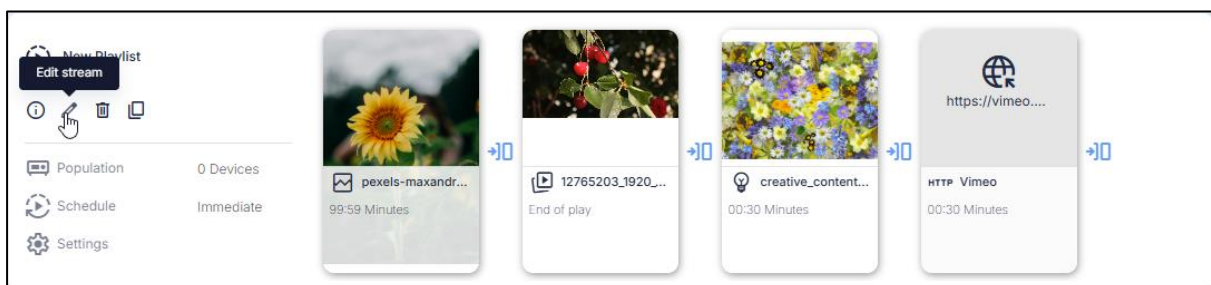 New Playlist
Edit stream
Population 0 Devices
Schedule Immediate
Settings
pexels-maxandr...
99:59 Minutes
12765203_1920_...
End of play
creative_content...
00:30 Minutes
https://vimeo....
HTTP Vimeo
00:30 Minutes